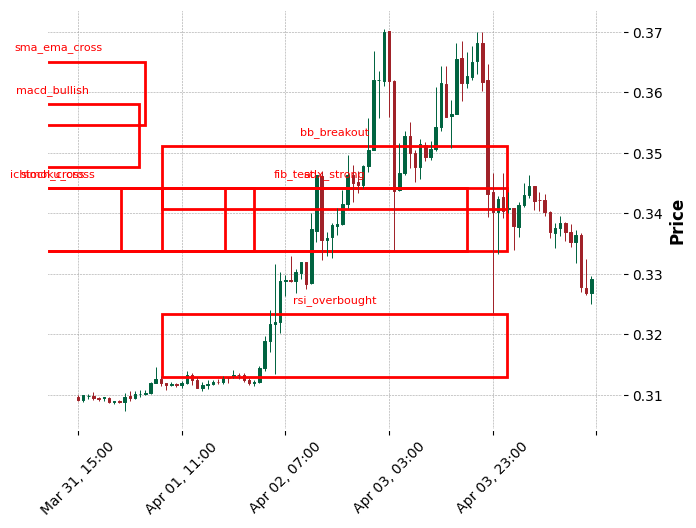 sma_ema_cross
macd_bullish
bb_breakout
ichimoku_cross
rsi_overbought
0.37
0.36
0.35
0.34
0.33
0.32
0.31
Price
Mar 31, 15:00
Apr 01, 11:00
Apr 02, 07:00
Apr 03, 03:00
Apr 03, 23:00